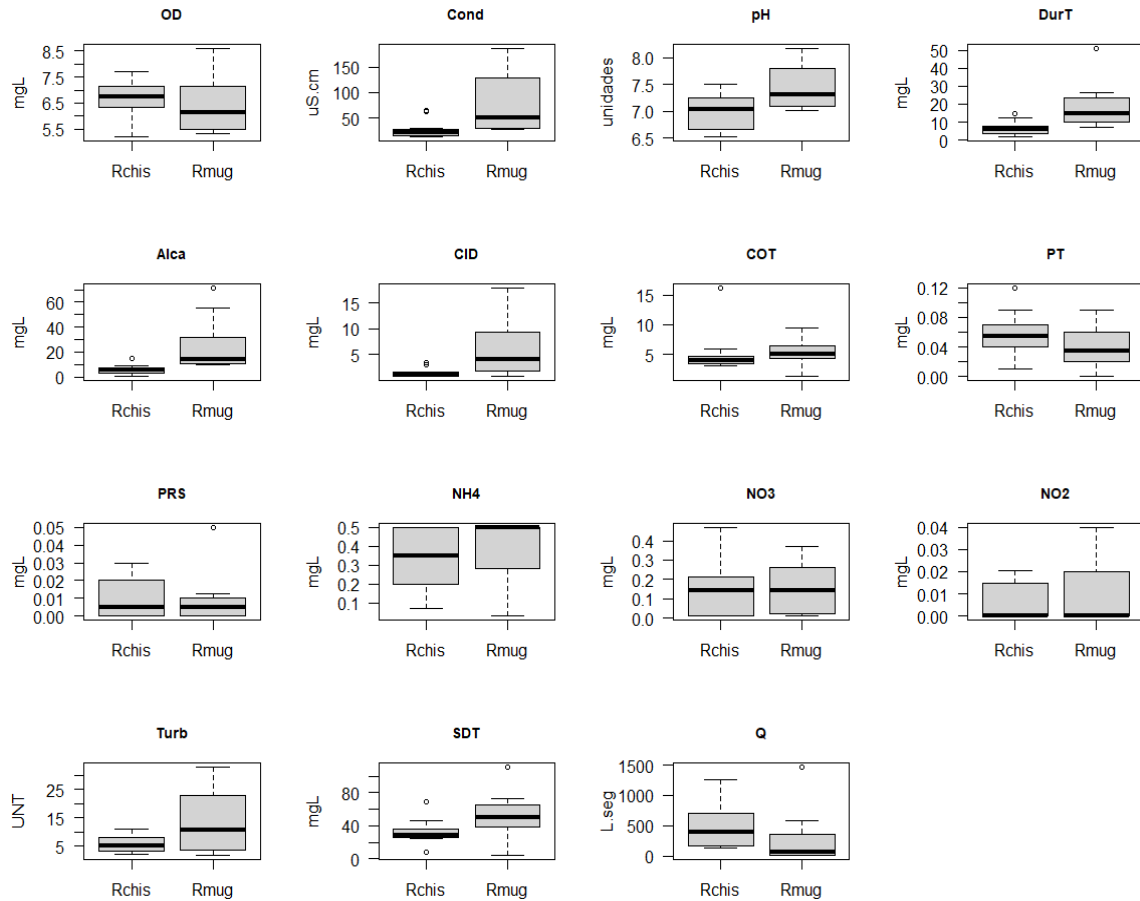 OD
Cond
pH
DurT
mgL
8.5
7.5
6.5
5.5
Rchis
Rmug
uS.cm
150
100
50
Rchis
Rmug
unidades
8.0
7.5
7.0
6.5
Rchis
Rmug
mgL
50
40
30
20
10
0
Rchis
Rmug
Alca
CID
COT
PT
mgL
60
40
20
0
Rchis
Rmug
mgL
15
10
5
Rchis
Rmug
mgL
15
10
5
Rchis
Rmug
mgL
0.12
0.08
0.04
0.00
Rchis
Rmug
PRS
NH4
NO3
NO2
mgL
0.05
0.04
0.03
0.02
0.01
0.00
Rchis
Rmug
mgL
0.5
0.4
0.3
0.2
0.1
Rchis
Rmug
mgL
0.4
0.3
0.2
0.1
0.0
Rchis
Rmug
mgL
0.04
0.03
0.02
0.01
0.00
Rchis
Rmug
Turb
SDT
Q
UNT
25
15
5
Rchis
Rmug
mgL
80
40
0
Rchis
Rmug
L.seg
1500
1000
500
0
Rchis
Rmug